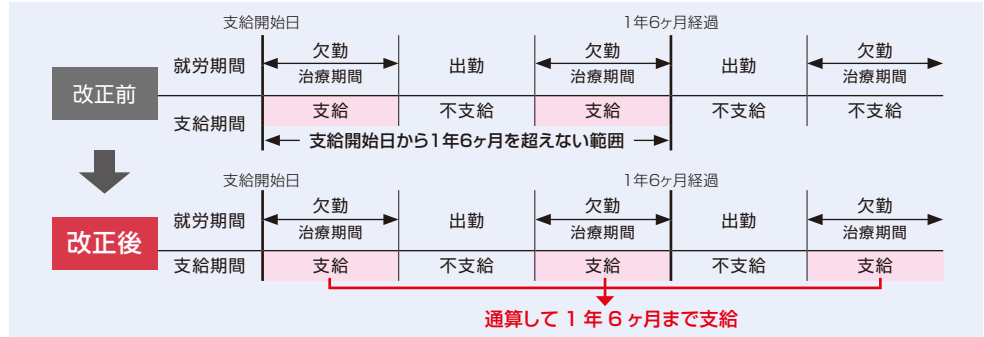 支給開始日 1年6ヶ月経過
改正前
就労期間 欠勤 出勤 欠勤 出勤 欠勤
治療期間 治療期間 治療期間
支給期間 支給 不支給 支給 不支給 不支給
支給開始日から1年6ヶ月を超えない範囲
支給開始日 1年6ヶ月経過
改正後
就労期間 欠勤 出勤 欠勤 出勤 欠勤
治療期間 治療期間 治療期間
支給期間 支給 不支給 支給 不支給 支給
通算して 1 年 6 ヶ月まで支給